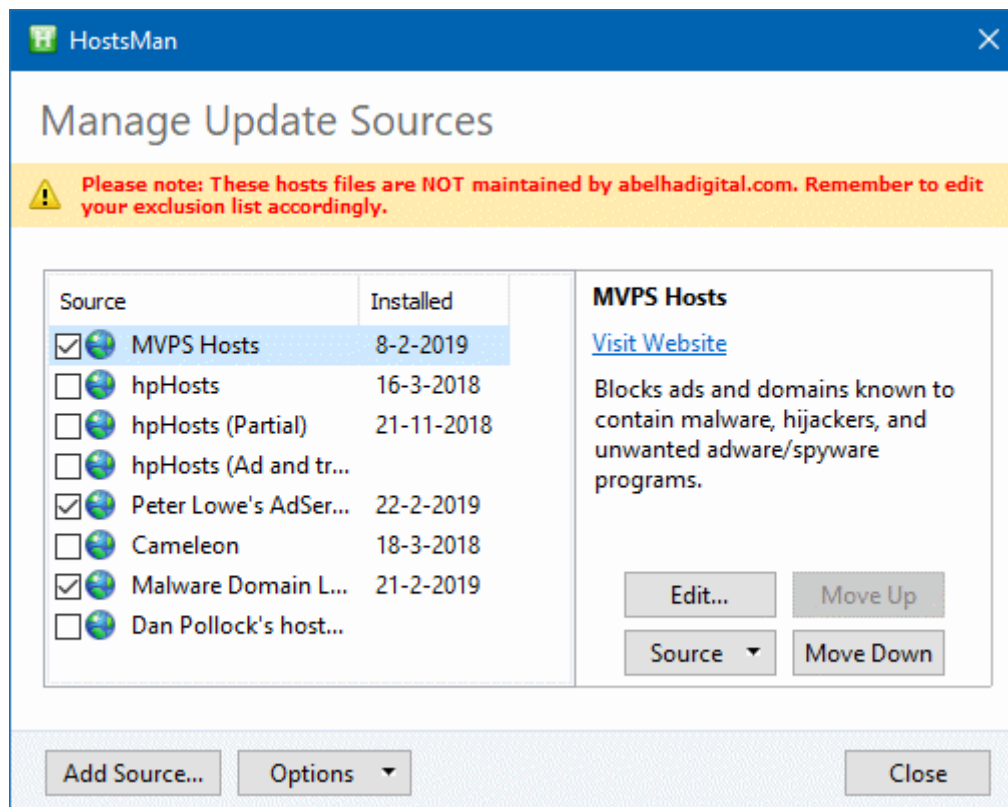 HostsMan
Manage Update Sources
Please note: These hosts files are NOT maintained by abelhadigital.com. Remember to edit
your exclusion list accordingly.
Source Installed
MVPS Hosts 8-2-2019
hpHosts 16-3-2018
hpHosts (Partial) 21-11-2018
hpHosts (Ad and tr...
Peter Lowe's AdSer... 22-2-2019
Cameleon 18-3-2018
Malware Domain L... 21-2-2019
Dan Pollock's host...
MVPS Hosts
Visit Website
Blocks ads and domains known to
contain malware, hijackers, and
unwanted adware/spyware
programs.
Edit... Move Up
Source Move Down
Add Source... Options Close